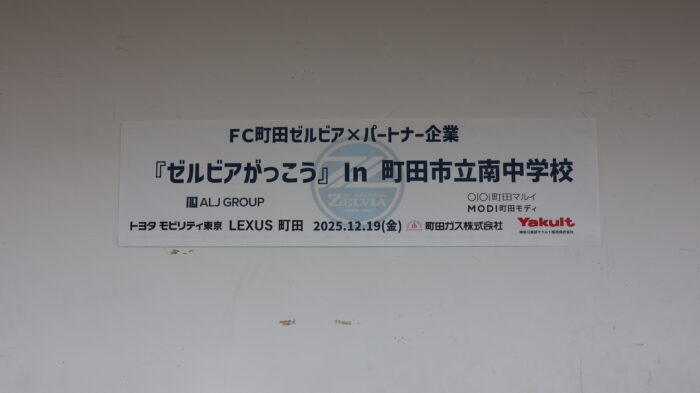 FC町田ゼルビア×パートナー企業
『ゼルビアがっこう』In 町田市立南中学校
ZELVIA
ALJ GROUP
OIOI町田マルイ
MODI町田モディ
トヨタ モビリティ東京 LEXUS 町田 2025.12.19(金) 町田ガス株式会社 Yakult